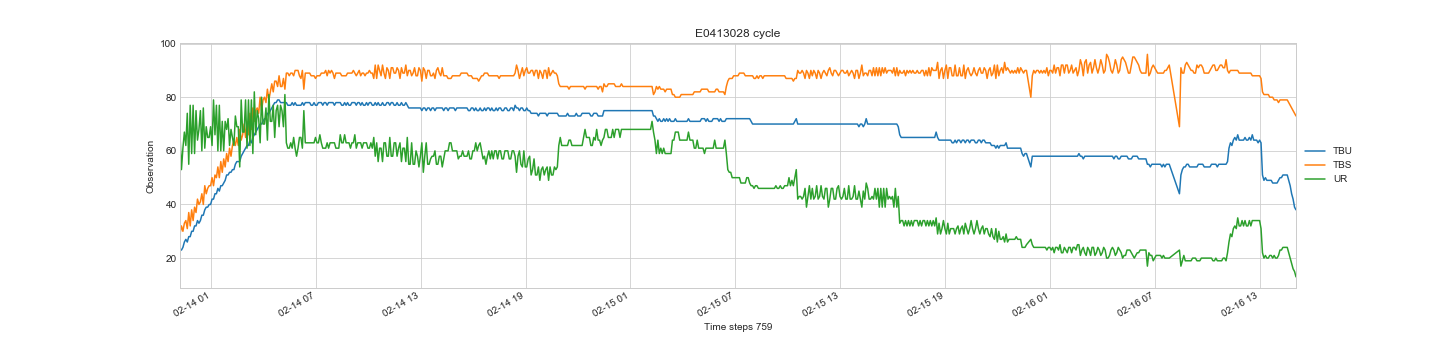 E0413028 cycle
Observation
100
80
60
40
20
02-14 01
02-14 07
02-14 13
02-14 19
02-15 01
02-15 07
02-15 13
02-15 19
02-16 01
02-16 07
02-16 13
Time steps 759
TBU
TBS
UR